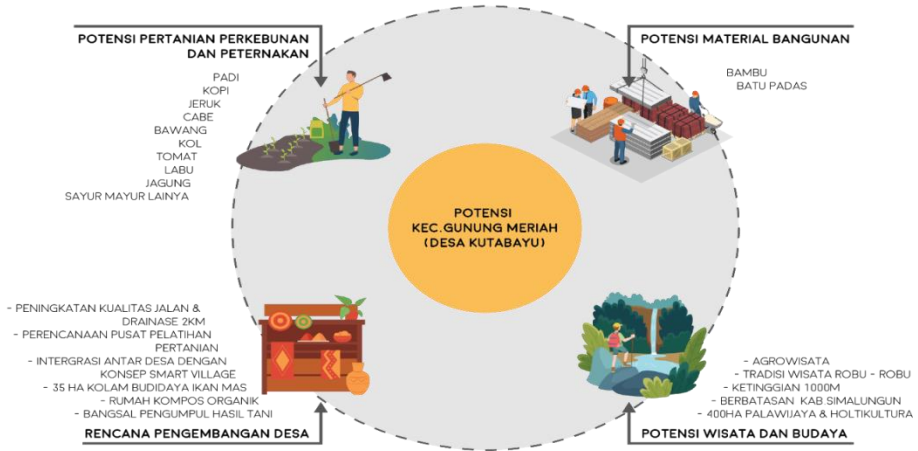 POTENSI PERTANIAN PERKEBUNAN
DAN PETERNAKAN
PADI
KOPI
JERUK
CABE
BAWANG
KOL
TOMAT
LABU
JAGUNG
SAYUR MAYUR LAINYA
POTENSI MATERIAL BANGUNAN
BAMBU
BATU PADAS
POTENSI
KEC.GUNUNG MERIAH
(DESA KUTABAYU)
- PENINGKATAN KUALITAS JALAN &
DRAINASE 2KM
- PERENCANAAN PUSAT PELATIHAN
PERTANIAN
- INTERGRASI ANTAR DESA DENGAN
KONSEP SMART VILLAGE
- 35 HA KOLAM BUDIDAYA IKAN MAS
- RUMAH KOMPOS ORGANIK
- BANGSAL PENGUMPUL HASIL TANI
RENCANA PENGEMBANGAN DESA
- AGROWISATA
- TRADISI WISATA ROBU - ROBU
- KETINGGIAN 1000M
- BERBATASAN KAB SIMALUNGUN
- 400HA PALAWIJAYA & HOLTIKULTURA
POTENSI WISATA DAN BUDAYA